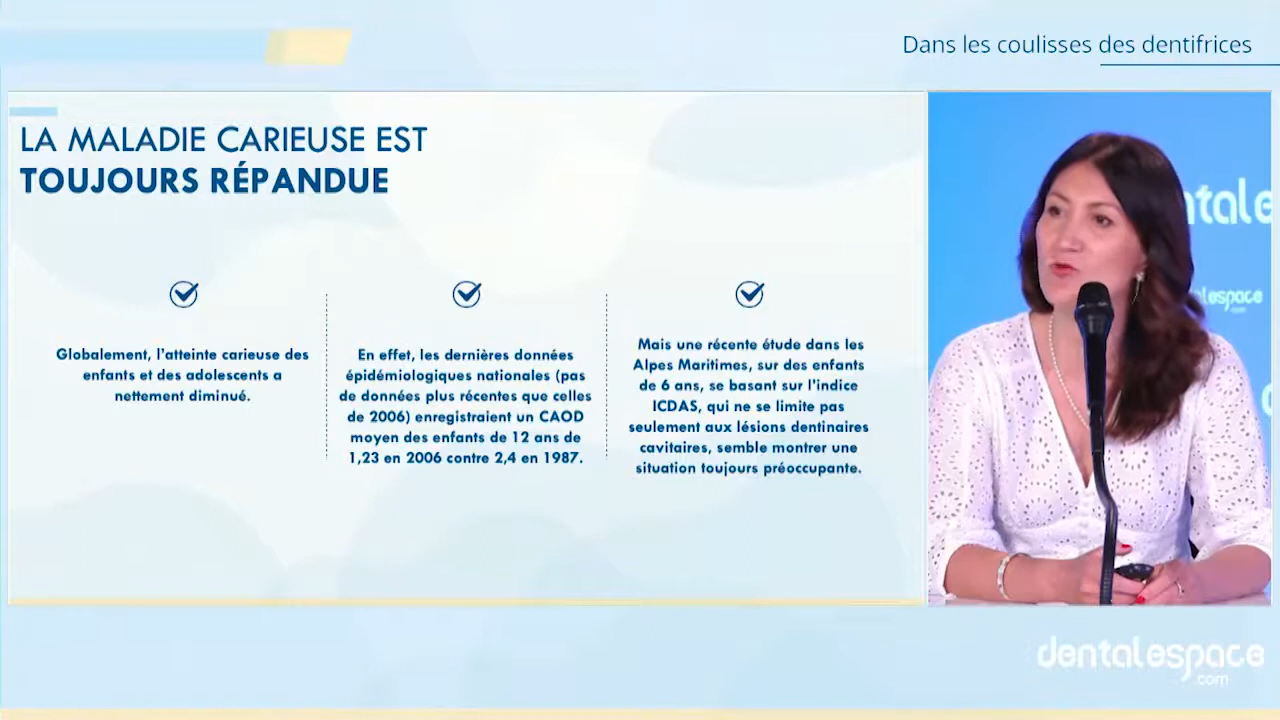 Dans les coulisses des dentifrices
LA MALADIE CARIEUSE EST
TOUJOURS RÉPANDUE
Globalement, l'atteinte carieuse des
enfants et des adolescents a
nettement diminué.
En effet, les dernières données
épidémiologiques nationales (pas
de données plus récentes que celles
de 2006) enregistraient un CAOD
moyen des enfants de 12 ans de
1,23 en 2006 contre 2,4 en 1987.
Mais une récente étude dans les
Alpes Maritimes, sur des enfants
de 6 ans, se basant sur l'indice
ICDAS, qui ne se limite pas
seulement aux lésions dentinaires
cavitaires, semble montrer une
situation toujours préoccupante.
dentalespace
.com